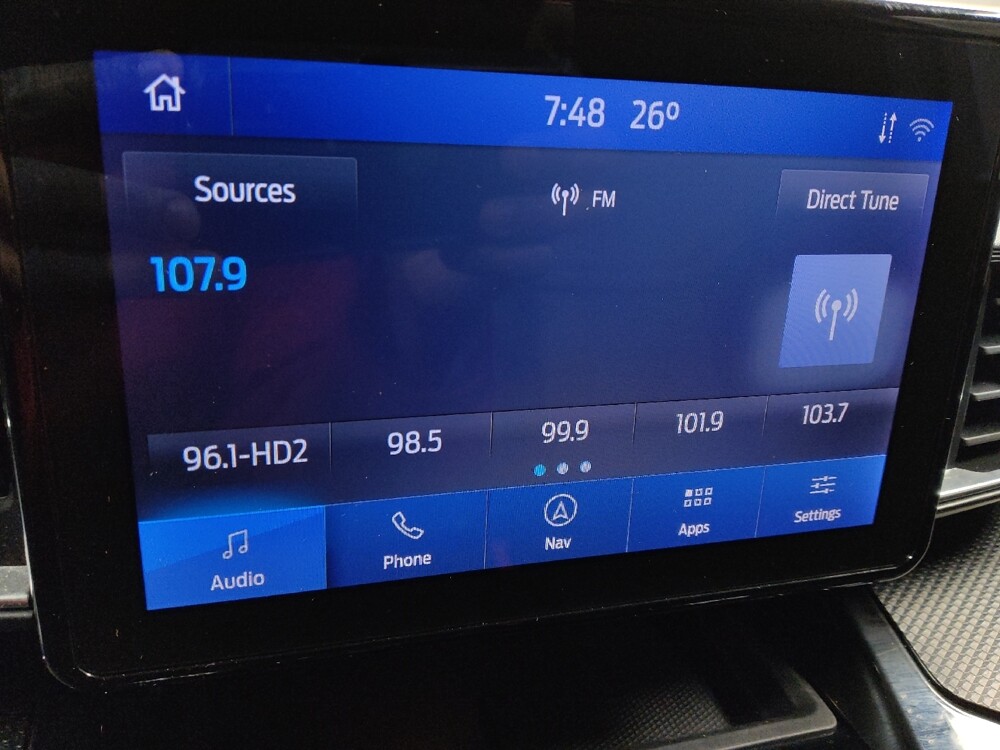 7:48 26°
Sources
FM
Direct Tune
107.9
96.1-HD2 98.5 99.9 101.9 103.7
Audio Phone Nav Apps Settings